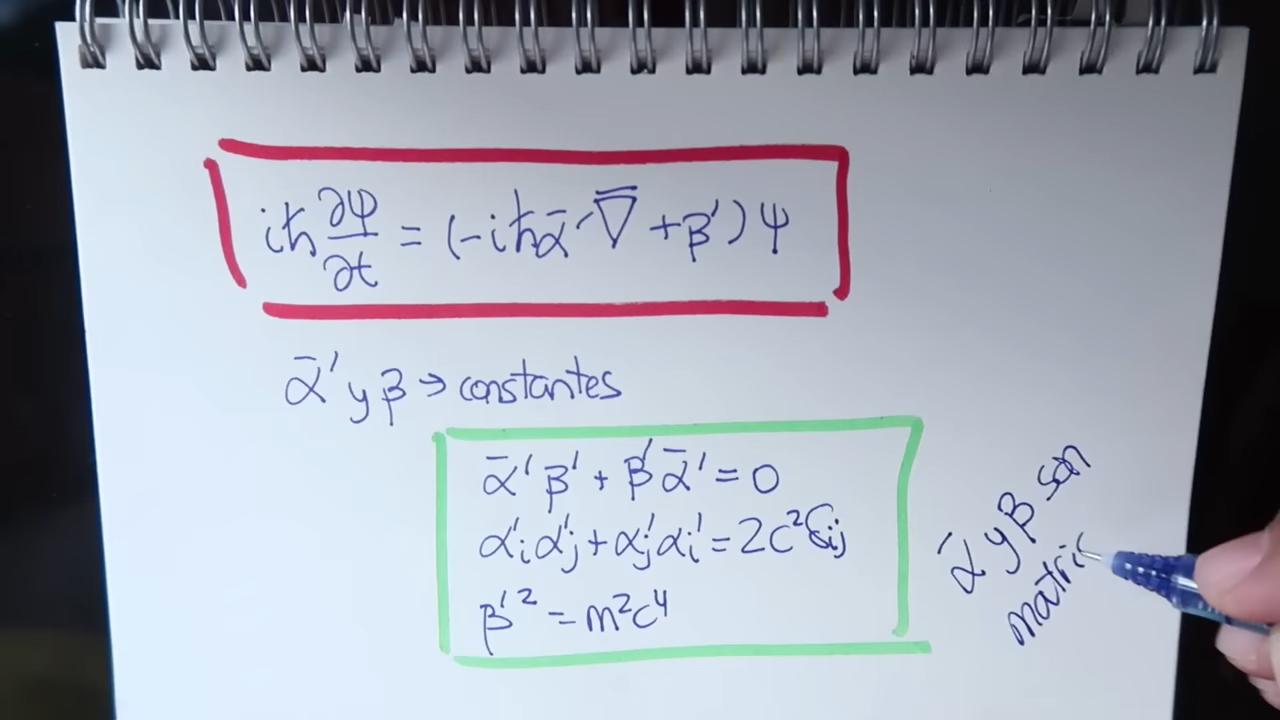 iħ ∂ψ/∂t = (-iħᾱ'·∇̄ + β')ψ
ᾱ' y β → constantes
ᾱ'β' + β'ᾱ' = 0
α'ᵢα'ⱼ + α'ⱼα'ᵢ = 2c²δᵢⱼ
β'² = m²c⁴
ᾱ y β son
matric